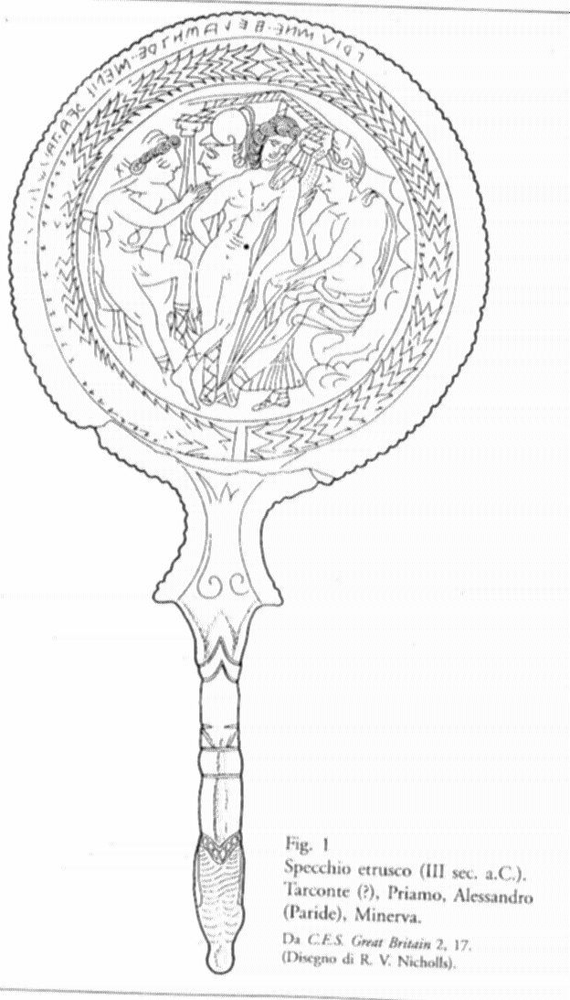 Fig. 1
Specchio etrusco (III sec. a.C.).
Tarconte (?), Priamo, Alessandro
(Paride), Minerva.
Da C.E.S. Great Britain 2, 17.
(Disegno di R. V. Nicholls).